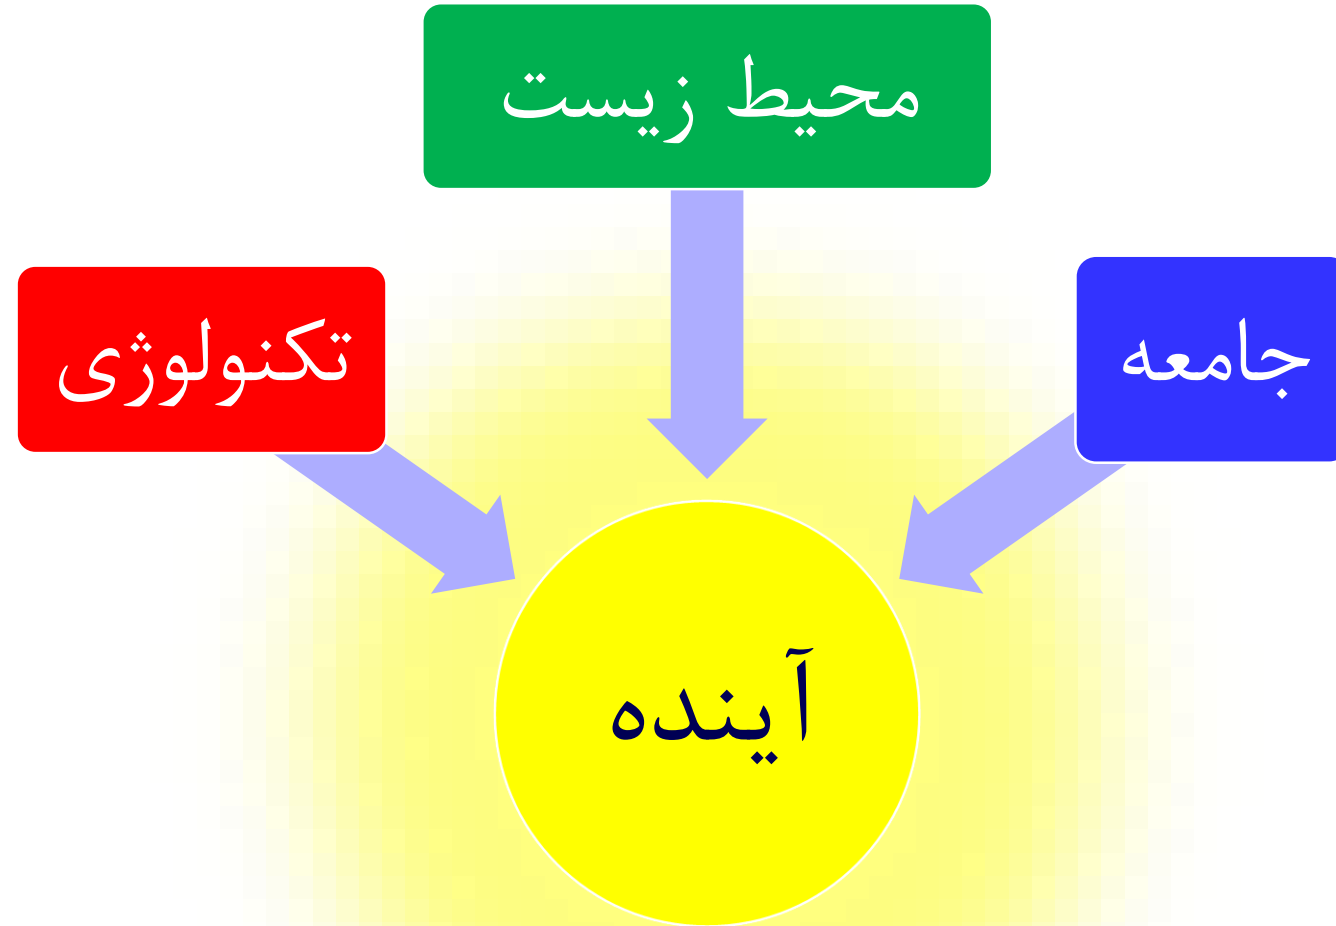 محیط زیست
جامعه
تکنولوژی
آینده